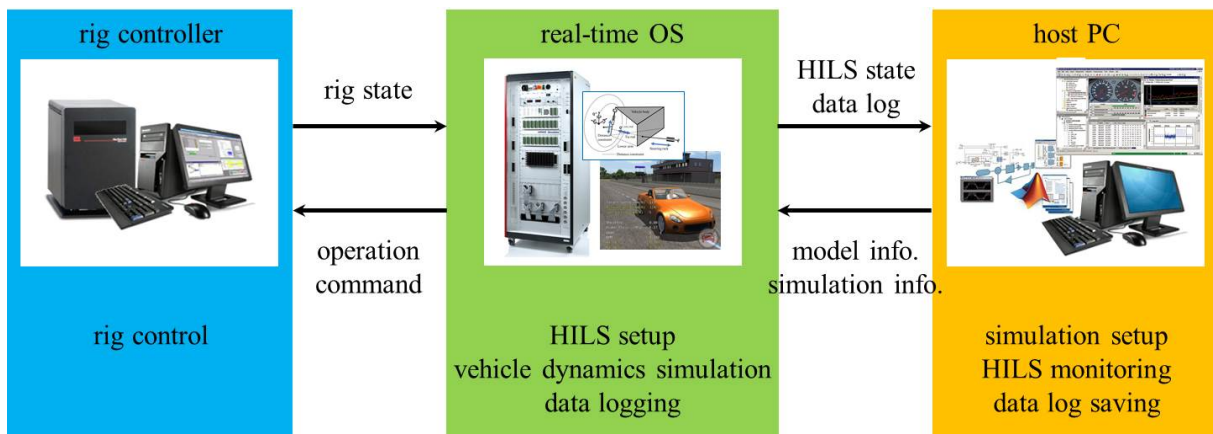 rig controller
rig control
rig state
operation
command
real-time OS
HILS setup
vehicle dynamics simulation
data logging
HILS state
data log
model info.
simulation info.
host PC
simulation setup
HILS monitoring
data log saving